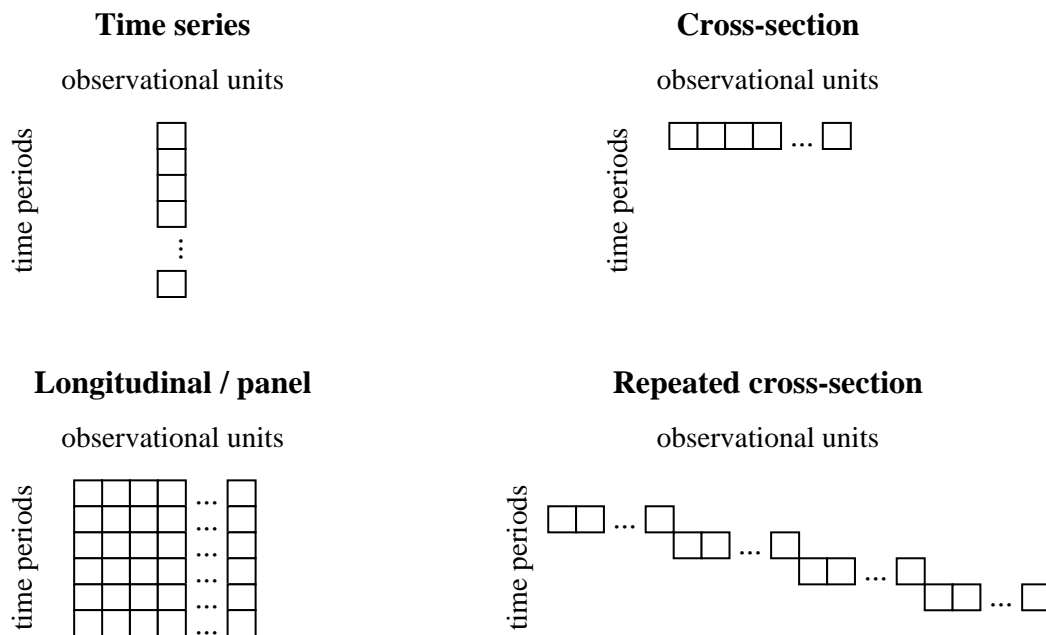 Time series
observational units
time periods
...
Cross-section
observational units
time periods
...
Longitudinal / panel
observational units
time periods
...
...
...
...
...
...
Repeated cross-section
observational units
time periods
...
...
...
...